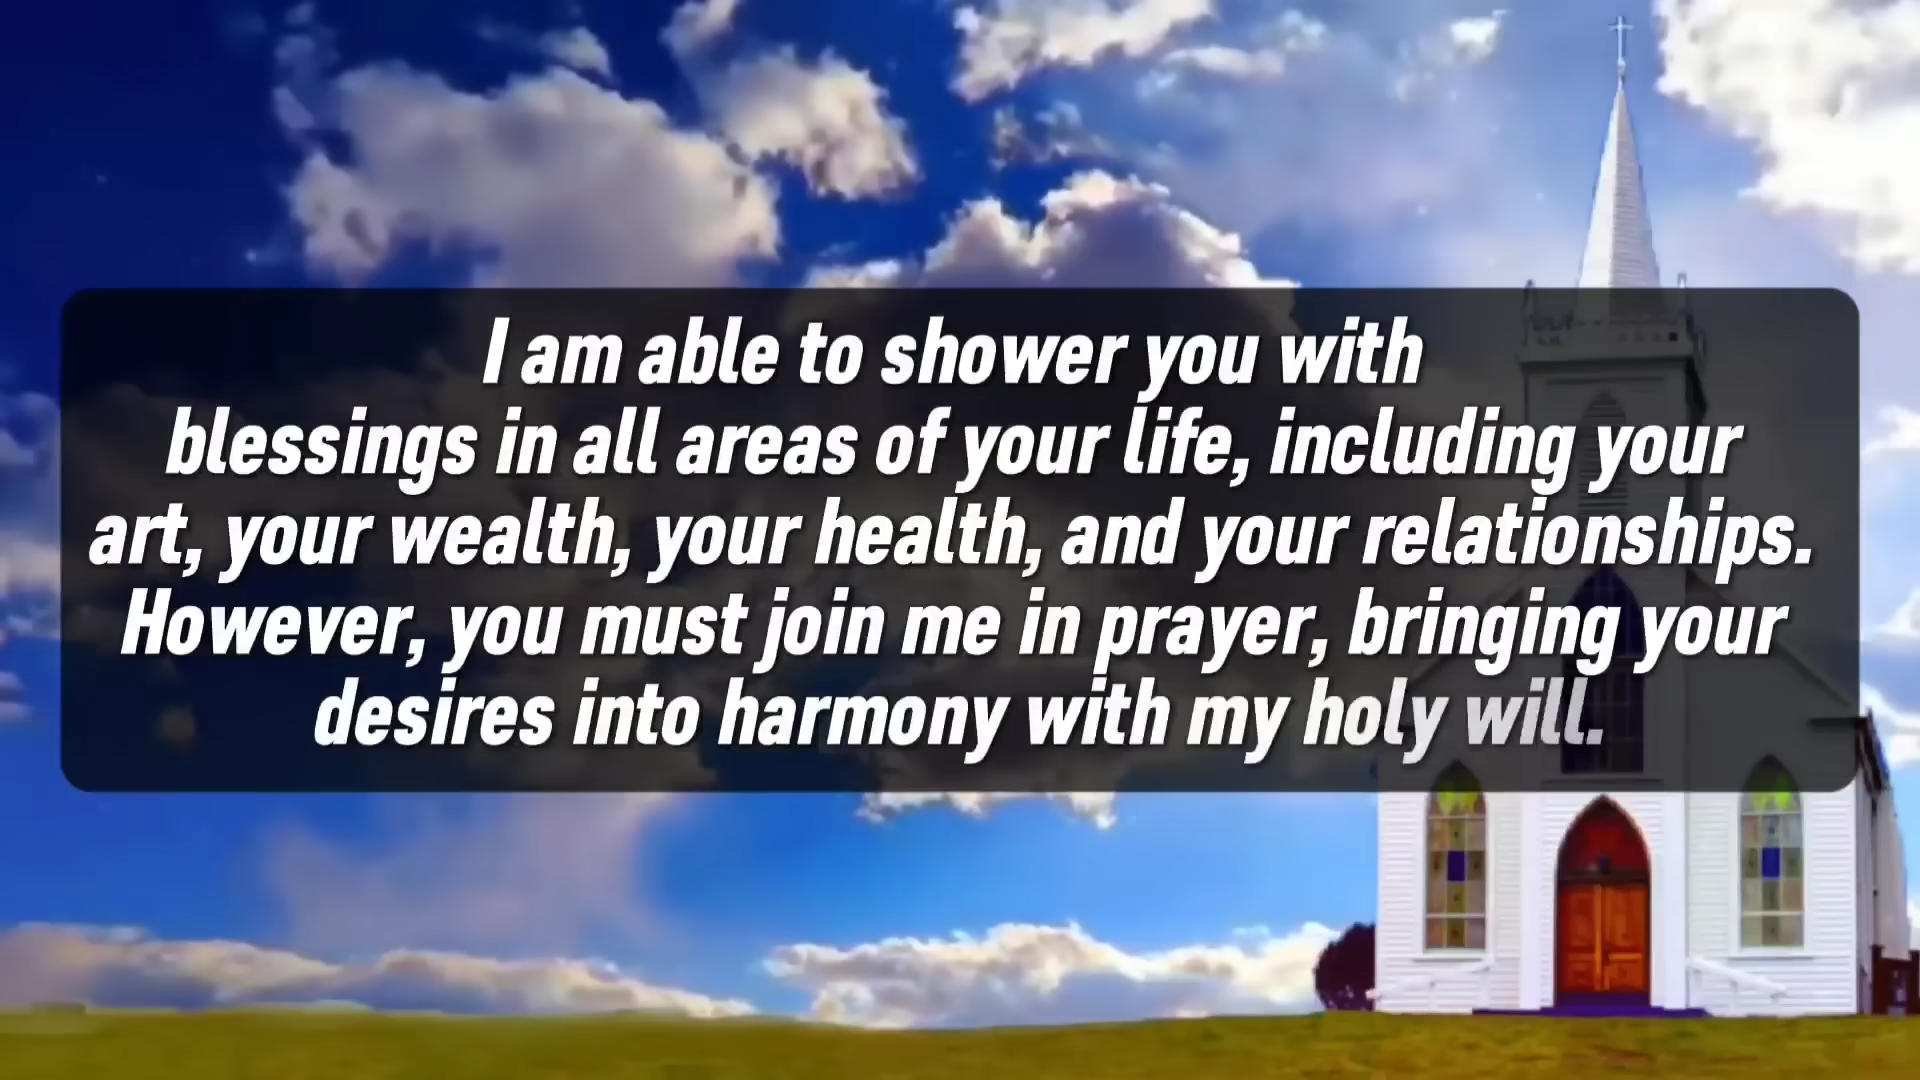 I am able to shower you with
blessings in all areas of your life, including your
art, your wealth, your health, and your relationships.
However, you must join me in prayer, bringing your
desires into harmony with my holy will.